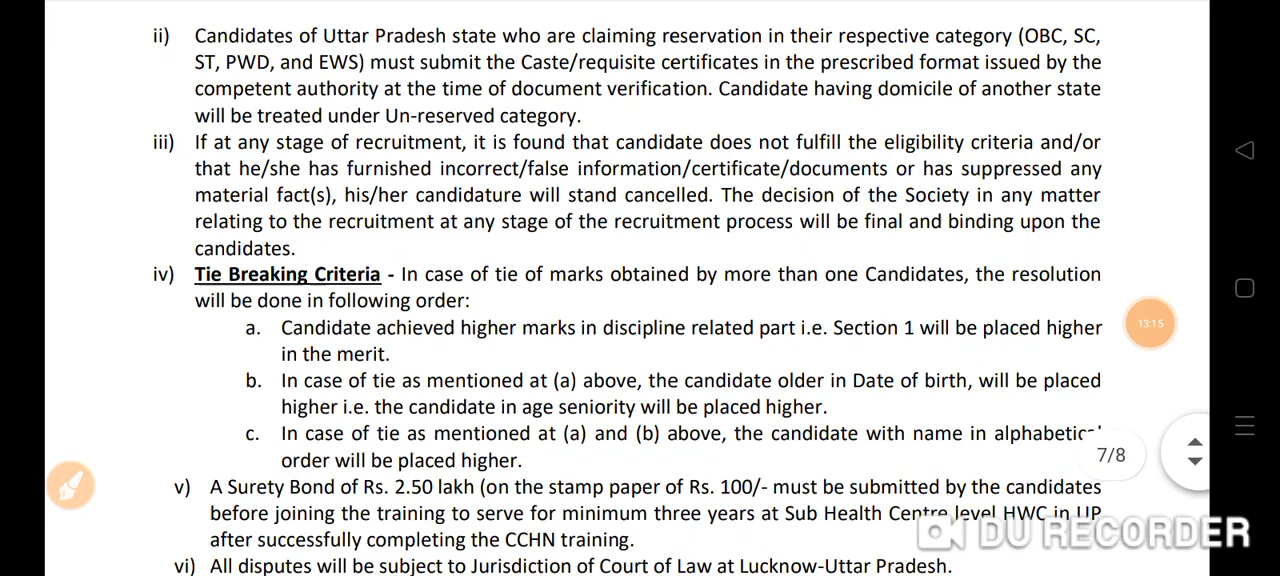 ii) Candidates of Uttar Pradesh state who are claiming reservation in their respective category (OBC, SC,
ST, PWD, and EWS) must submit the Caste/requisite certificates in the prescribed format issued by the
competent authority at the time of document verification. Candidate having domicile of another state
will be treated under Un-reserved category.
iii) If at any stage of recruitment, it is found that candidate does not fulfill the eligibility criteria and/or
that he/she has furnished incorrect/false information/certificate/documents or has suppressed any
material fact(s), his/her candidature will stand cancelled. The decision of the Society in any matter
relating to the recruitment at any stage of the recruitment process will be final and binding upon the
candidates.
iv) Tie Breaking Criteria - In case of tie of marks obtained by more than one Candidates, the resolution
will be done in following order:
a. Candidate achieved higher marks in discipline related part i.e. Section 1 will be placed higher
in the merit.
13:15
b. In case of tie as mentioned at (a) above, the candidate older in Date of birth, will be placed
higher i.e. the candidate in age seniority will be placed higher.
c. In case of tie as mentioned at (a) and (b) above, the candidate with name in
order will be placed higher.
7/8
v) A Surety Bond of Rs. 2.50 lakh (on the stamp paper of Rs. 100/- must be submitted by the candidates
before joining the training to serve for minimum three years at Sub Health Centre level HWC in UP
after successfully completing the CCHN training.
DU RECORDER
vi) All disputes will be subject to Jurisdiction of Court of Law at Lucknow-Uttar Pradesh.